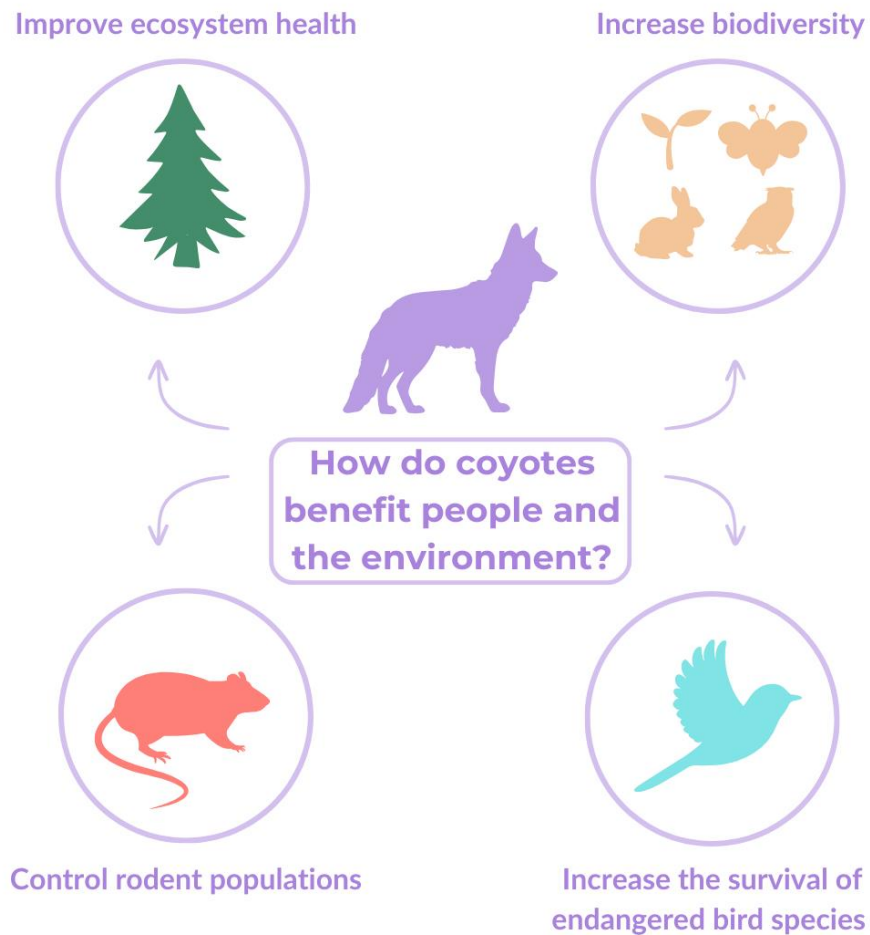 Improve ecosystem health
Increase biodiversity
How do coyotes
benefit people and
the environment?
Control rodent populations
Increase the survival of
endangered bird species